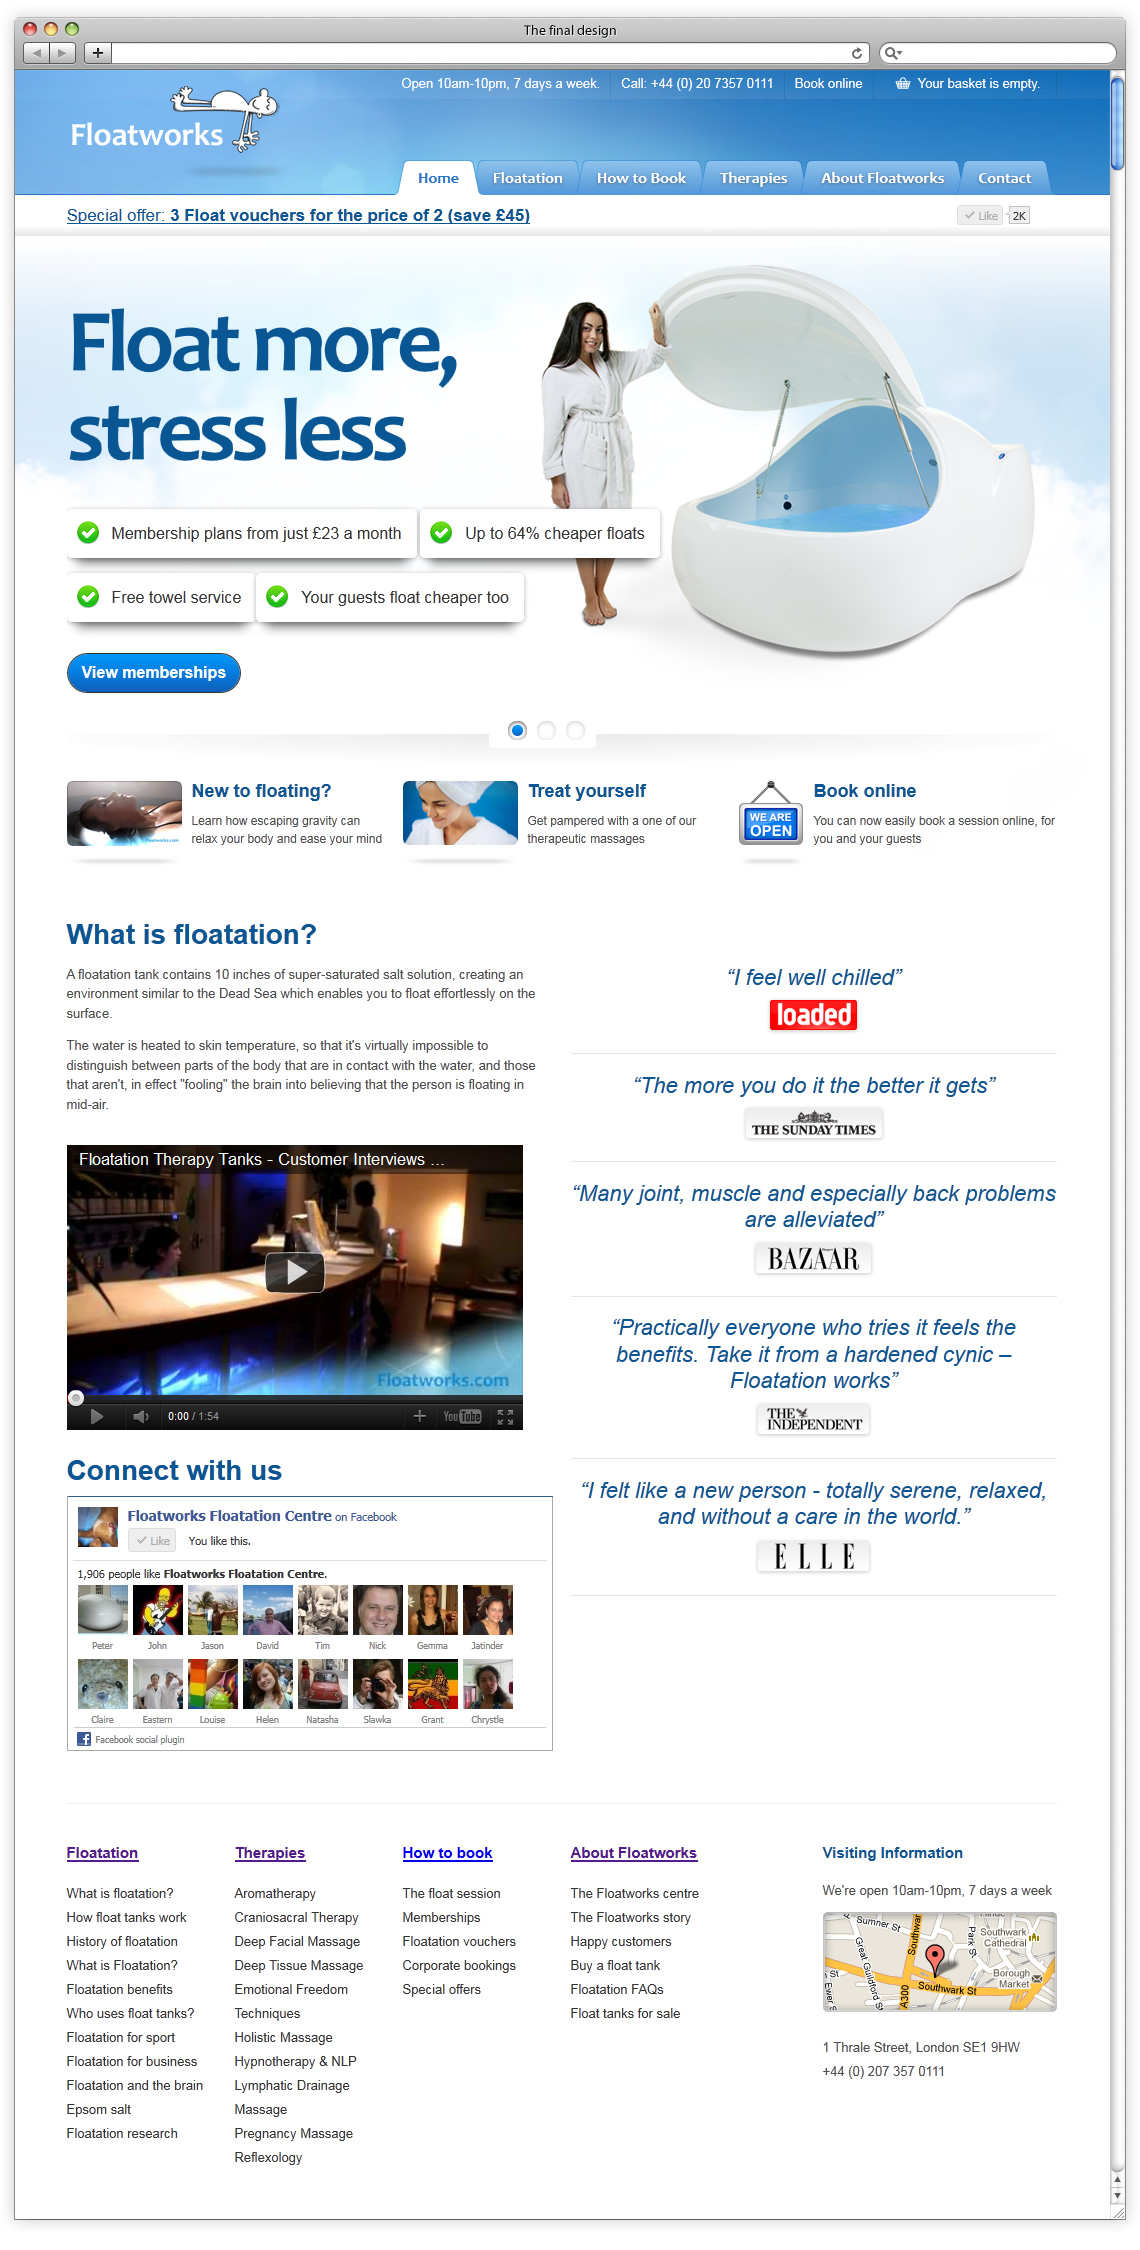 The final design
Open 10am-10pm, 7 days a week.
Call: +44 (0) 20 7357 0111
Book online
Your basket is empty.
Floatworks
Home
Floatation
How to Book
Therapies
About Floatworks
Contact
Special offer: 3 Float vouchers for the price of 2 (save £45)
Like
2K
Float more,
stress less
Membership plans from just £23 a month
Up to 64% cheaper floats
Free towel service
Your guests float cheaper too
View memberships
New to floating?
Learn how escaping gravity can
relax your body and ease your mind
Floatworks.com
Treat yourself
Get pampered with a one of our
therapeutic massages
WE ARE
OPEN
Book online
You can now easily book a session online, for
you and your guests
What is floatation?
A floatation tank contains 10 inches of super-saturated salt solution, creating an
environment similar to the Dead Sea which enables you to float effortlessly on the
surface.
The water is heated to skin temperature, so that it's virtually impossible to
distinguish between parts of the body that are in contact with the water, and those
that aren't, in effect "fooling" the brain into believing that the person is floating in
mid-air.
Floatation Therapy Tanks - Customer Interviews ...
Floatworks.com
0:00 / 1:54
YouTube
“I feel well chilled”
loaded
“The more you do it the better it gets”
THE SUNDAY TIMES
“Many joint, muscle and especially back problems
are alleviated”
BAZAAR
“Practically everyone who tries it feels the
benefits. Take it from a hardened cynic –
Floatation works”
THE
INDEPENDENT
“I felt like a new person - totally serene, relaxed,
and without a care in the world.”
ELLE
Connect with us
Floatworks Floatation Centre on Facebook
Like
You like this.
1,906 people like Floatworks Floatation Centre.
Peter
John
Jason
David
Tim
Nick
Gemma
Jatinder
Claire
Eastern
Louise
Helen
Natasha
Slawka
Grant
Chrystle
Facebook social plugin
Floatation
What is floatation?
How float tanks work
History of floatation
What is Floatation?
Floatation benefits
Who uses float tanks?
Floatation for sport
Floatation for business
Floatation and the brain
Epsom salt
Floatation research
Therapies
Aromatherapy
Craniosacral Therapy
Deep Facial Massage
Deep Tissue Massage
Emotional Freedom
Techniques
Holistic Massage
Hypnotherapy & NLP
Lymphatic Drainage
Massage
Pregnancy Massage
Reflexology
How to book
The float session
Memberships
Floatation vouchers
Corporate bookings
Special offers
About Floatworks
The Floatworks centre
The Floatworks story
Happy customers
Buy a float tank
Floatation FAQs
Float tanks for sale
Visiting Information
We're open 10am-10pm, 7 days a week
Sumner St
Southwark
Cathedral
Park St
Great Guildford St
Borough
Market
Southwark St
A300
Ewer St
1 Thrale Street, London SE1 9HW
+44 (0) 207 357 0111